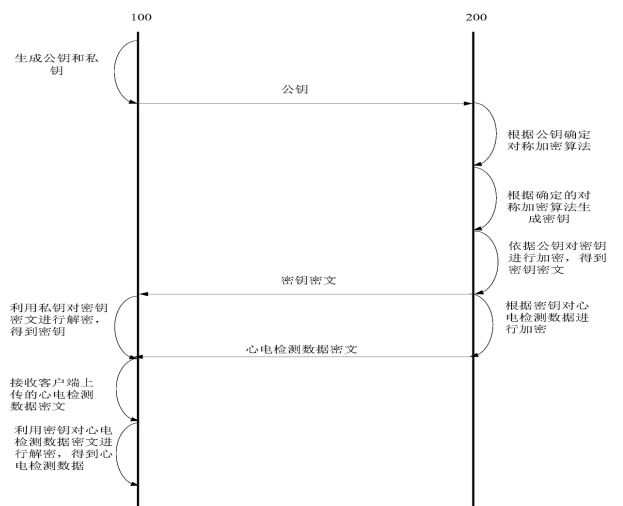 100
200
生成公钥和私
钥
公钥
根据公钥确定
对称加密算法
根据确定的对
称加密算法生
成密钥
依据公钥对密钥
进行加密，得到
密钥密文
密钥密文
利用私钥对密钥
密文进行解密，
得到密钥
根据密钥对心
电检测数据进
行加密
心电检测数据密文
接收客户端上
传的心电检测
数据密文
利用密钥对心电
检测数据密文进
行解密，得到心
电检测数据